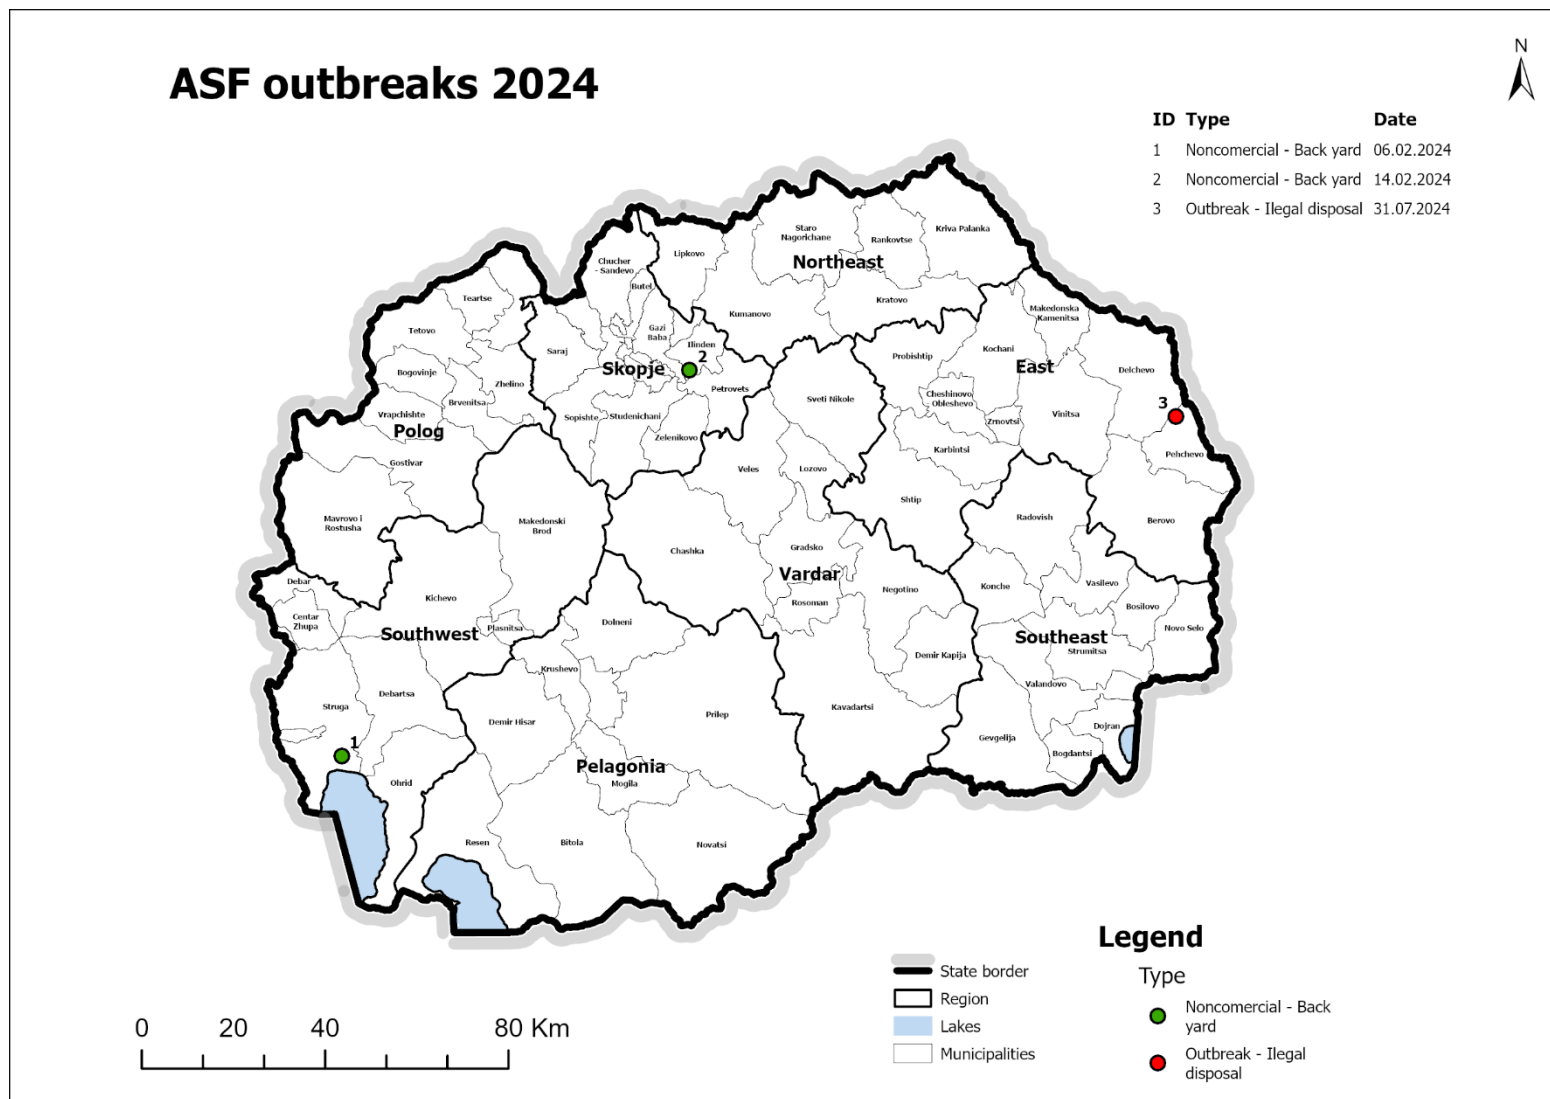 N
ASF outbreaks 2024
ID Type Date
1 Noncomercial - Back yard 06.02.2024
2 Noncomercial - Back yard 14.02.2024
3 Outbreak - Ilegal disposal 31.07.2024
Staro
Nagorichane
Rankovtse
Kriva Palanka
Lipkovo
Chucher
- Sandevo
Northeast
Butel
Teartse
Kratovo
Kumanovo
Makedonska
Kamenitsa
Tetovo
Gazi
Baba
Ilinden
Saraj
Kochani
Probishtip
2
East
Delchevo
Skopje
Bogovinje
Zhelino
Petrovets
Cheshinovo
- Obleshevo
Sveti Nikole
Brvenitsa
3
Vrapchishte
Sopishte
Studenichani
Vinitsa
Zrnovtsi
Polog
Zelenikovo
Karbintsi
Pehchevo
Gostivar
Veles
Lozovo
Shtip
Radovish
Berovo
Mavrovo i
Rostusha
Makedonski
Brod
Gradsko
Chashka
Vardar
Debar
Konche
Vasilevo
Negotino
Kichevo
Rosoman
Bosilovo
Centar
Zhupa
Dolneni
Plasnitsa
Novo Selo
Southwest
Southeast
Strumitsa
Demir Kapija
Krushevo
Valandovo
Debartsa
Struga
Kavadartsi
Prilep
Demir Hisar
Dojran
Gevgelija
1
Bogdantsi
Pelagonia
Ohrid
Mogila
Resen
Bitola
Novatsi
Legend
State border
Region
Lakes
Municipalities
Type
Noncomercial - Back
yard
Outbreak - Ilegal
disposal
0 20 40 80 Km